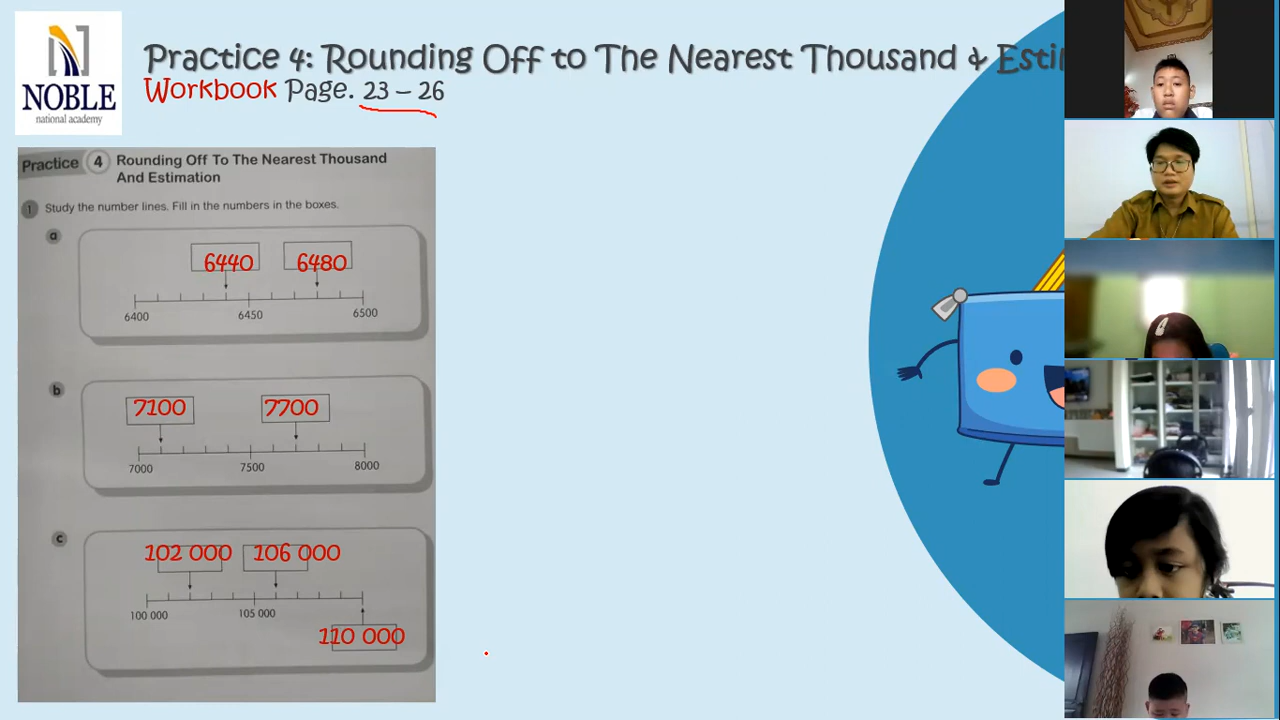 NOBLE
national academy
Practice 4: Rounding Off to The Nearest Thousand &
Workbook Page. 23 – 26
Practice 4 Rounding Off To The Nearest Thousand
And Estimation
1 Study the number lines. Fill in the numbers in the boxes.
a
6440 6480
6400 6450 6500
b
7100 7700
7000 7500 8000
c
102 000 106 000
100 000 105 000
110 000